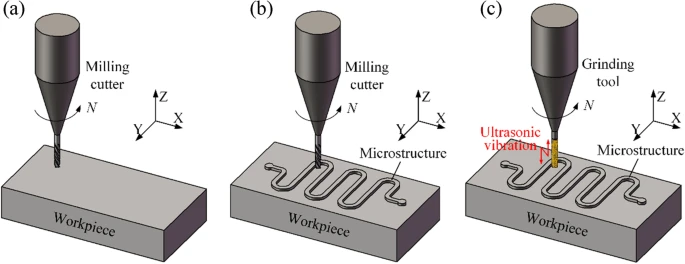 (a)
Milling
cutter
N
Z
X
Y
Workpiece
(b)
Milling
cutter
N
Z
X
Y
Microstructure
Workpiece
(c)
Grinding
tool
N
Z
X
Y
Ultrasonic
vibration
Microstructure
Workpiece